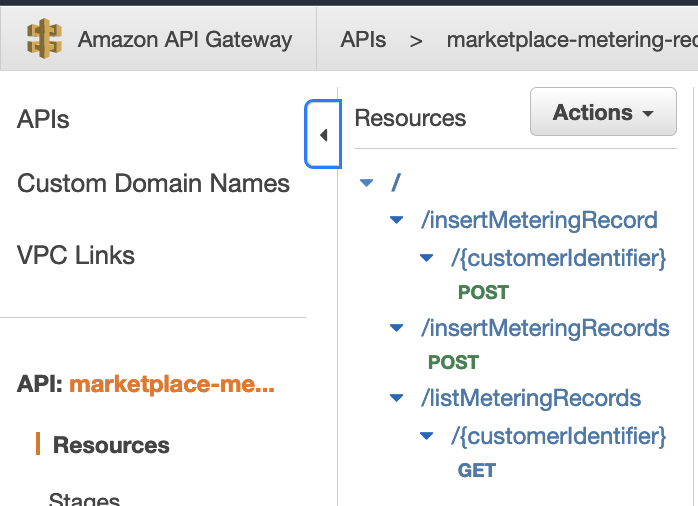 Amazon API Gateway APIs > marketplace-metering-rec
APIs
Custom Domain Names
VPC Links
API: marketplace-me...
Resources
Stages
Resources Actions
/
/insertMeteringRecord
/{customerIdentifier}
POST
/insertMeteringRecords
POST
/listMeteringRecords
/{customerIdentifier}
GET